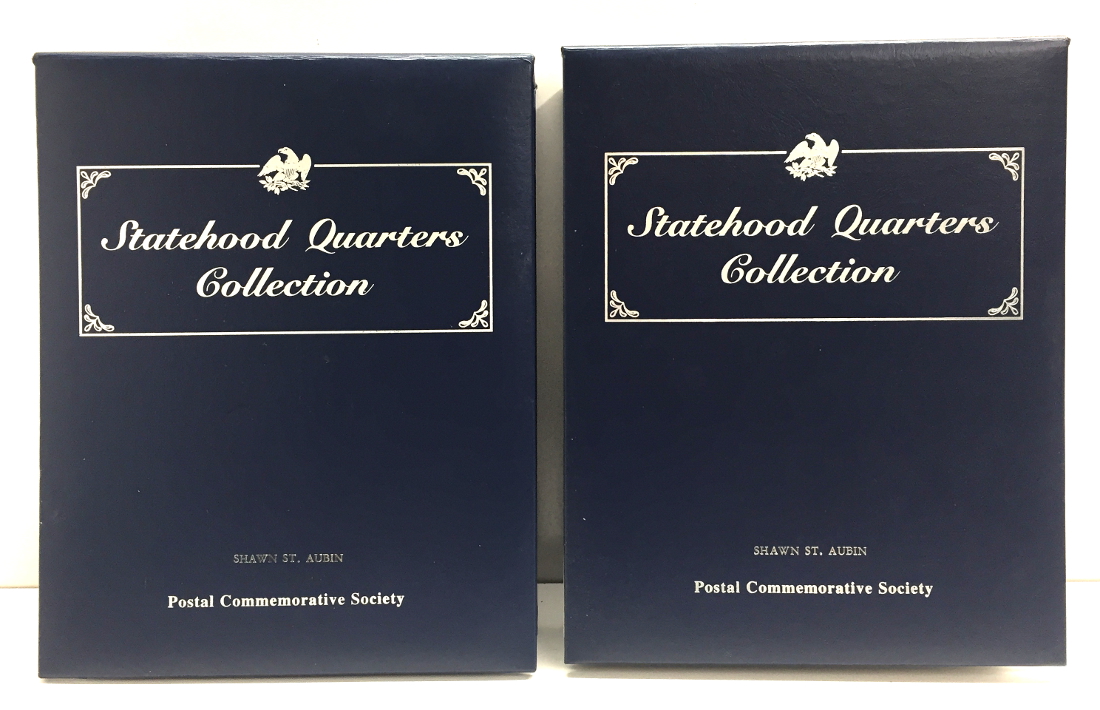 Statehood Quarters
Collection
SHAWN ST. AUBIN
Postal Commemorative Society
Statehood Quarters
Collection
SHAWN ST. AUBIN
Postal Commemorative Society